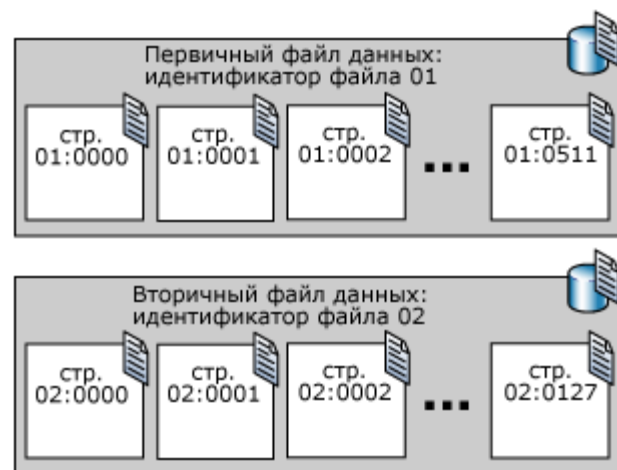 Первичный файл данных:
идентификатор файла 01
стр.
01:0000
стр.
01:0001
стр.
01:0002
...
стр.
01:0511
Вторичный файл данных:
идентификатор файла 02
стр.
02:0000
стр.
02:0001
стр.
02:0002
...
стр.
02:0127